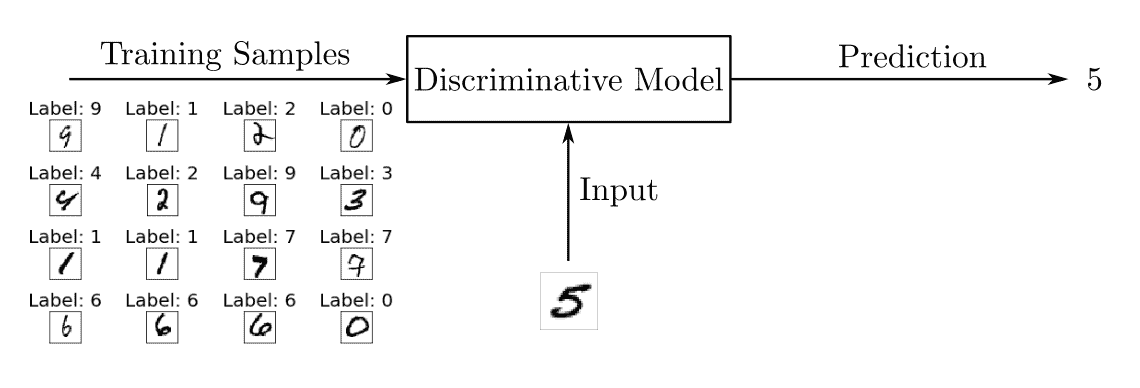 Training Samples
Discriminative Model
Prediction
5
Label: 9 Label: 1 Label: 2 Label: 0
9 1 2 0
Label: 4 Label: 2 Label: 9 Label: 3
4 2 9 3
Label: 1 Label: 1 Label: 7 Label: 7
1 1 7 7
Label: 6 Label: 6 Label: 6 Label: 0
6 6 6 0
Input
5